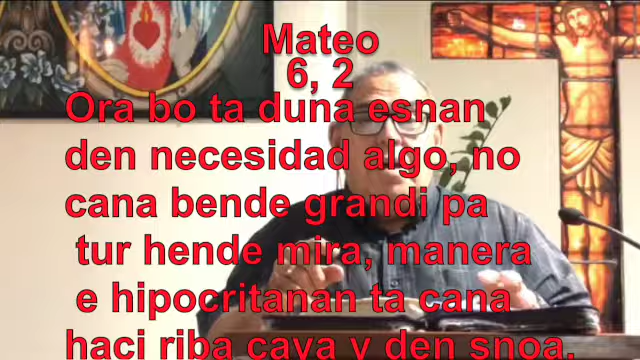 Mateo
6, 2
Ora bo ta duna esnan
den necesidad algo, no
cana bende grandi pa
tur hende mira, manera
e hipocritanan ta cana
haci riba caya y den snoa,